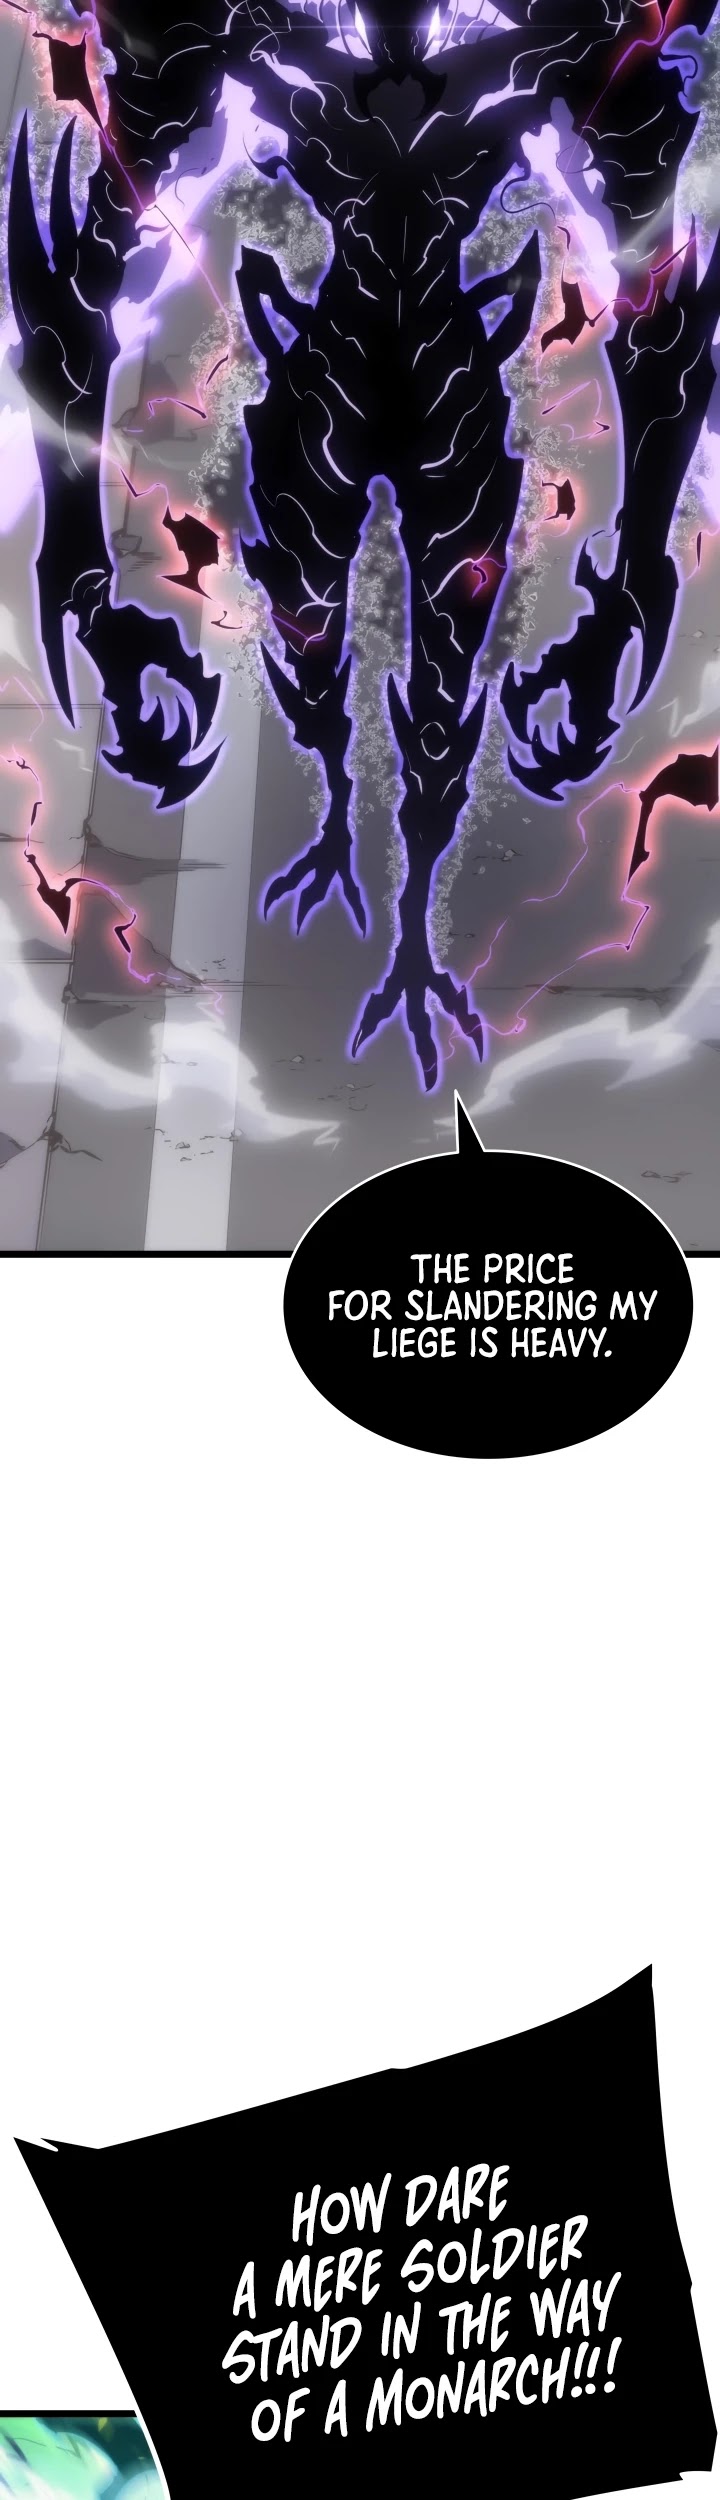 THE PRICE
FOR SLANDERING MY
LIEGE IS HEAVY.
HOW DARE
A MERE SOLDIER
STAND IN THE WAY
OF A MONARCH!!!